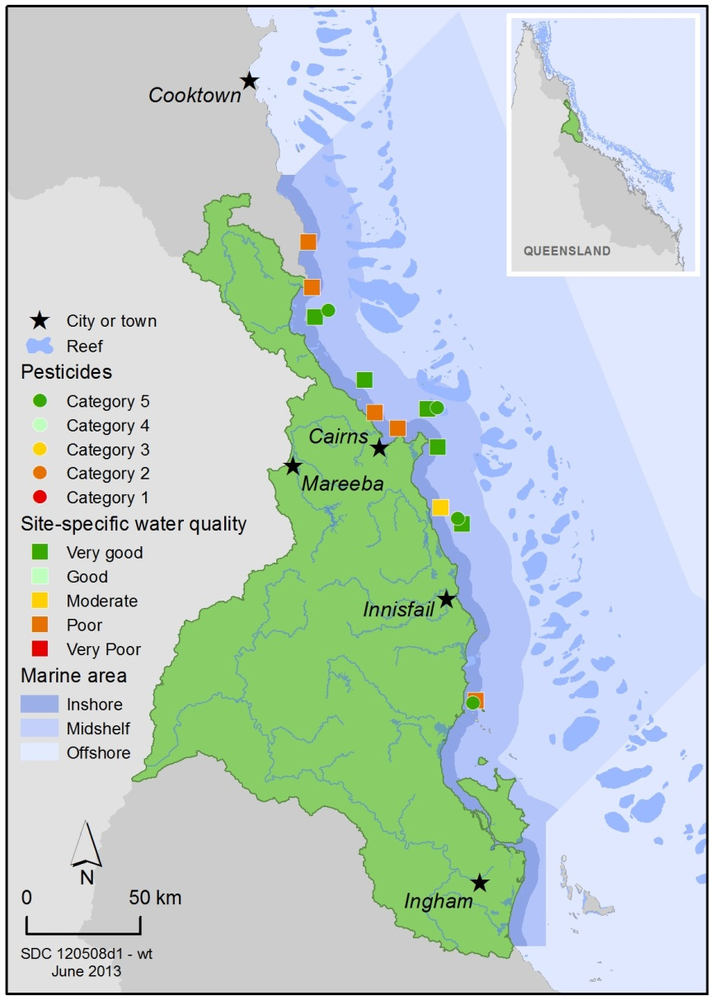 Cooktown
QUEENSLAND
City or town
Reef
Pesticides
Category 5
Category 4
Category 3
Category 2
Category 1
Site-specific water quality
Very good
Good
Moderate
Poor
Very Poor
Marine area
Inshore
Midshelf
Offshore
Cairns
Mareeba
Innisfail
Ingham
N
0 50 km
SDC 120508d1 - wt
June 2013